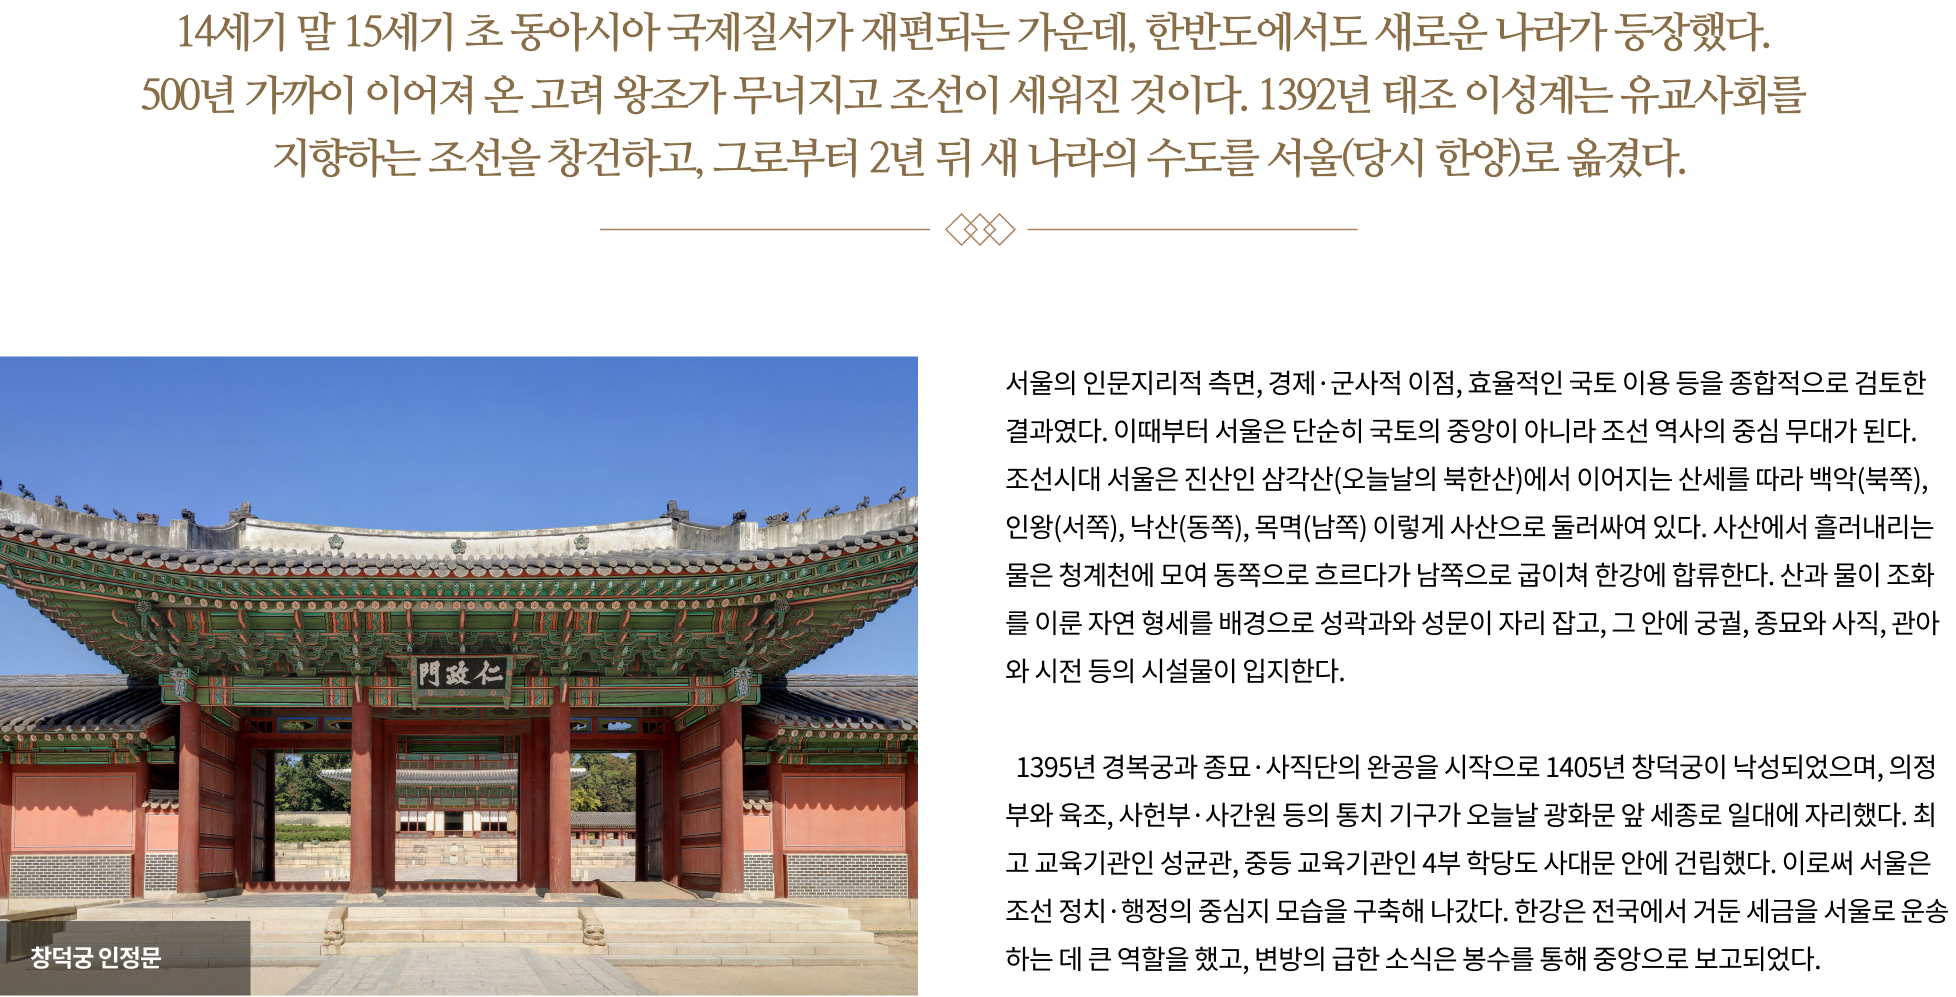 14세기 말 15세기 초 동아시아 국제질서가 재편되는 가운데, 한반도에서도 새로운 나라가 등장했다.
500년 가까이 이어져 온 고려 왕조가 무너지고 조선이 세워진 것이다. 1392년 태조 이성계는 유교사회를
지향하는 조선을 창건하고, 그로부터 2년 뒤 새 나라의 수도를 서울(당시 한양)로 옮겼다.
門政仁
창덕궁 인정문
서울의 인문지리적 측면, 경제·군사적 이점, 효율적인 국토 이용 등을 종합적으로 검토한
결과였다. 이때부터 서울은 단순히 국토의 중앙이 아니라 조선 역사의 중심 무대가 된다.
조선시대 서울은 진산인 삼각산(오늘날의 북한산)에서 이어지는 산세를 따라 백악(북쪽),
인왕(서쪽), 낙산(동쪽), 목멱(남쪽) 이렇게 사산으로 둘러싸여 있다. 사산에서 흘러내리는
물은 청계천에 모여 동쪽으로 흐르다가 남쪽으로 굽이쳐 한강에 합류한다. 산과 물이 조화
를 이룬 자연 형세를 배경으로 성곽과와 성문이 자리 잡고, 그 안에 궁궐, 종묘와 사직, 관아
와 시전 등의 시설물이 입지한다.
1395년 경복궁과 종묘·사직단의 완공을 시작으로 1405년 창덕궁이 낙성되었으며, 의정
부와 육조, 사헌부·사간원 등의 통치 기구가 오늘날 광화문 앞 세종로 일대에 자리했다. 최
고 교육기관인 성균관, 중등 교육기관인 4부 학당도 사대문 안에 건립했다. 이로써 서울은
조선 정치·행정의 중심지 모습을 구축해 나갔다. 한강은 전국에서 거둔 세금을 서울로 운송
하는 데 큰 역할을 했고, 변방의 급한 소식은 봉수를 통해 중앙으로 보고되었다.